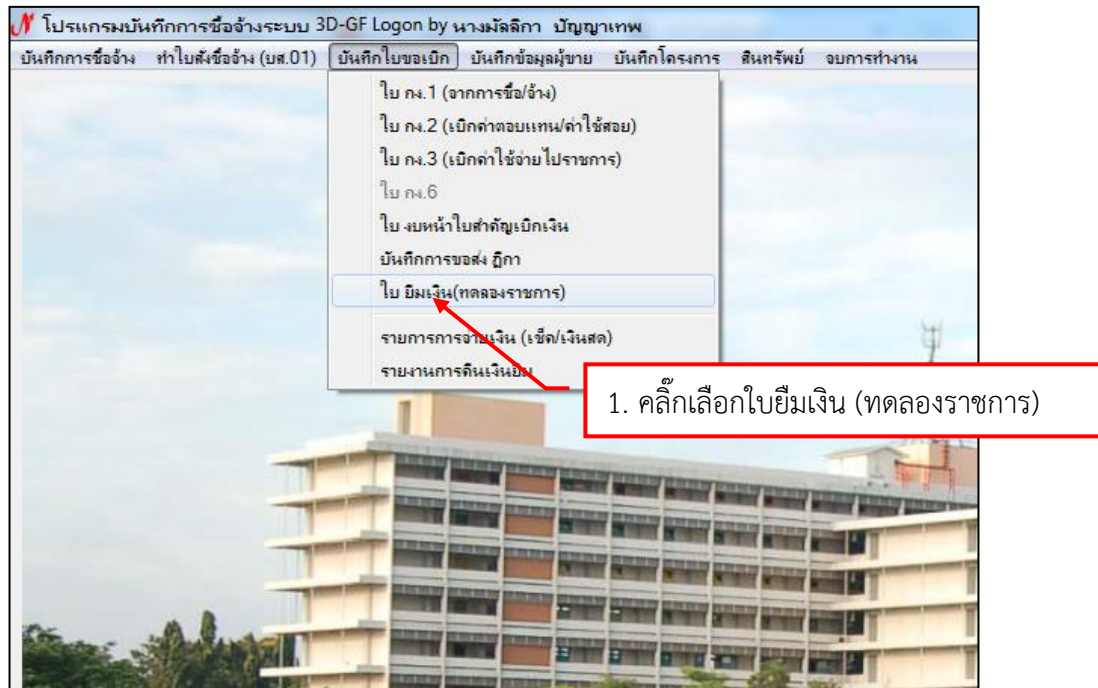 โปรแกรมบันทึกการซื้อจ้างระบบ 3D-GF Logon by นางมัลลิกา ปัญญาเทพ
บันทึกการซื้อจ้าง ทำใบสั่งซื้อจ้าง (บส.01) บันทึกใบขอเบิก บันทึกข้อมูลผู้ขาย บันทึกโครงการ สินทรัพย์ จบการทำงาน
ใบ กง.1 (จากการซื้อ/จ้าง)
ใบ กง.2 (เบิกค่าตอบแทน/ค่าใช้สอย)
ใบ กง.3 (เบิกค่าใช้จ่ายไปราชการ)
ใบ กง.6
ใบ งบหน้าใบสำคัญเบิกเงิน
บันทึกการขอส่ง ฎีกา
ใบ ยืมเงิน(ทดลองราชการ)
รายการการจ่ายเงิน (เช็ค/เงินสด)
รายงานการคืนเงินยืม
1. คลิ๊กเลือกใบยืมเงิน (ทดลองราชการ)